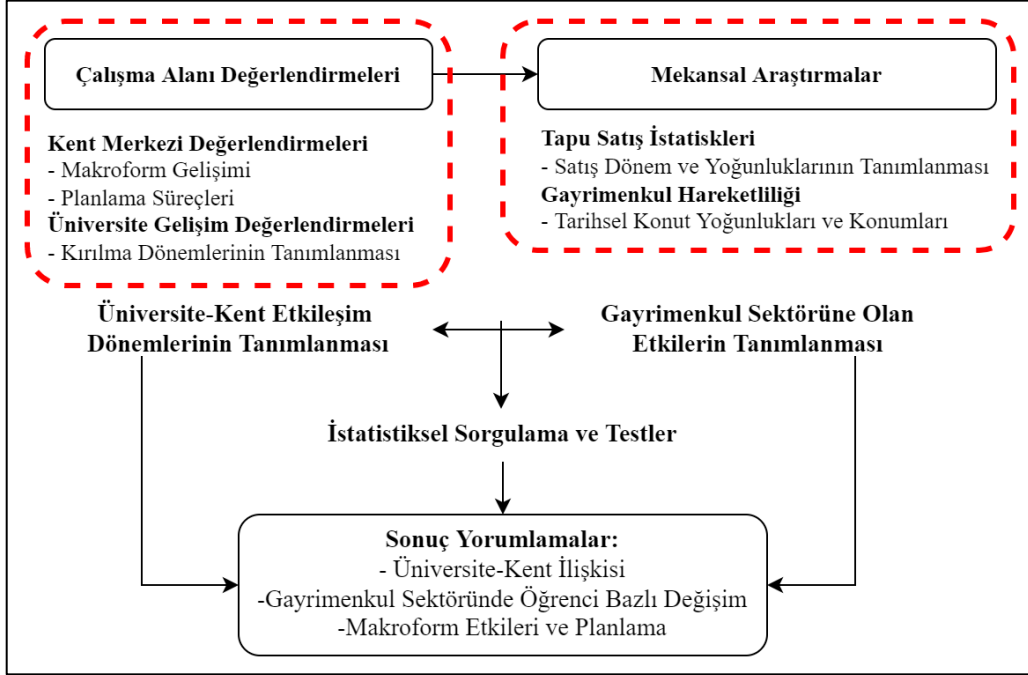 Çalışma Alanı Değerlendirmeleri
Kent Merkezi Değerlendirmeleri
- Makroform Gelişimi
- Planlama Süreçleri
Üniversite Gelişim Değerlendirmeleri
- Kırılma Dönemlerinin Tanımlanması
Mekansal Araştırmalar
Tapu Satış İstatiskleri
- Satış Dönem ve Yoğunluklarının Tanımlanması
Gayrimenkul Hareketliliği
- Tarihsel Konut Yoğunlukları ve Konumları
Üniversite-Kent Etkileşim
Dönemlerinin Tanımlanması
Gayrimenkul Sektörüne Olan
Etkilerin Tanımlanması
İstatistiksel Sorgulama ve Testler
Sonuç Yorumlamalar:
- Üniversite-Kent İlişkisi
-Gayrimenkul Sektöründe Öğrenci Bazlı Değişim
-Makroform Etkileri ve Planlama